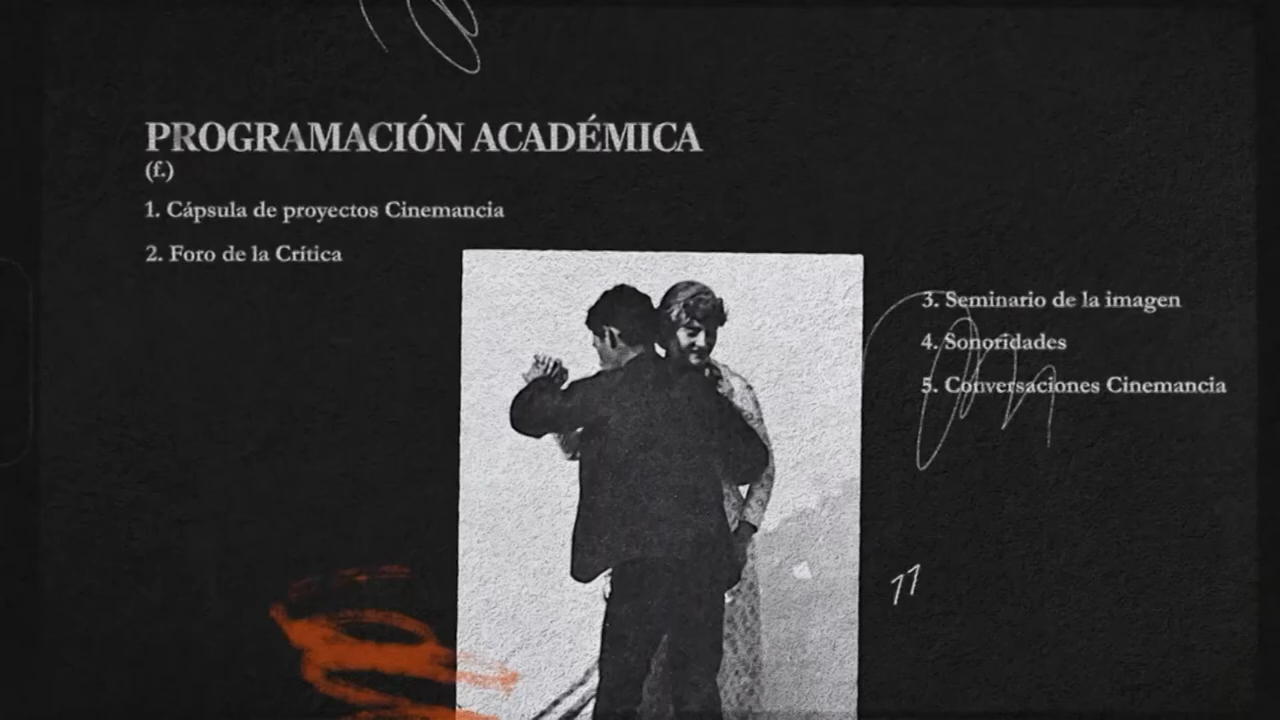 PROGRAMACIÓN ACADÉMICA
(f.)
1. Cápsula de proyectos Cinemancia
2. Foro de la Crítica
3. Seminario de la imagen
4. Sonoridades
5. Conversaciones Cinemancia